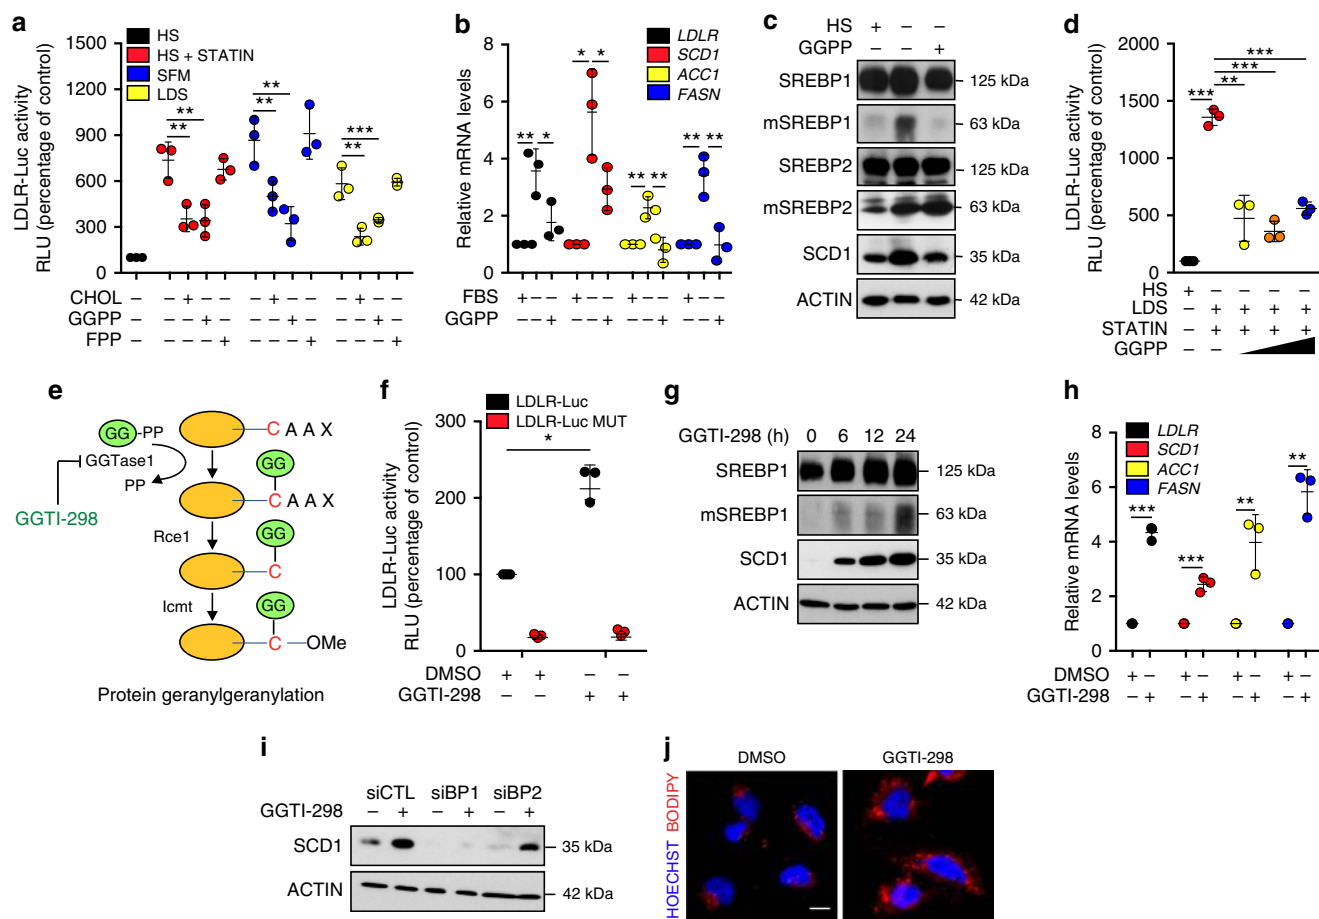 a
HS
HS + STATIN
SFM
LDS
LDLR-Luc activity
RLU (percentage of control)
1500
1200
900
600
300
0
** ** ** ** ** ***
CHOL – – + – – – + – – – + – –
GGPP – – – + – – – + – – – + –
FPP – – – – + – – – + – – – +
b
LDLR
SCD1
ACC1
FASN
Relative mRNA levels
8
6
4
2
0
** * * * ** ** ** **
FBS + – – + – – + – – + – –
GGPP – – + – – + – – + – – +
c
HS + – –
GGPP – – +
SREBP1 125 kDa
mSREBP1 63 kDa
SREBP2 125 kDa
mSREBP2 63 kDa
SCD1 35 kDa
ACTIN 42 kDa
d
LDLR-Luc activity
RLU (percentage of control)
2000
1500
1000
500
0
***
***
*** **
HS + – – – –
LDS – + + + +
STATIN – + + + +
GGPP – –
e
GG -PP
GGTase1
PP
GGTI-298
C A A X
GG
C A A X
Rce1
GG
C
Icmt
GG
C OMe
Protein geranylgeranylation
f
LDLR-Luc
LDLR-Luc MUT
LDLR-Luc activity
RLU (percentage of control)
300
200
100
0
*
DMSO + + – –
GGTI-298 – – + +
g
GGTI-298 (h) 0 6 12 24
SREBP1 125 kDa
mSREBP1 63 kDa
SCD1 35 kDa
ACTIN 42 kDa
h
LDLR
SCD1
ACC1
FASN
Relative mRNA levels
8
6
4
2
0
*** *** ** **
DMSO + – + – + – + –
GGTI-298 – + – + – + – +
i
siCTL siBP1 siBP2
GGTI-298 – + – + – +
SCD1 35 kDa
ACTIN 42 kDa
j
DMSO GGTI-298
HOECHST BODIPY